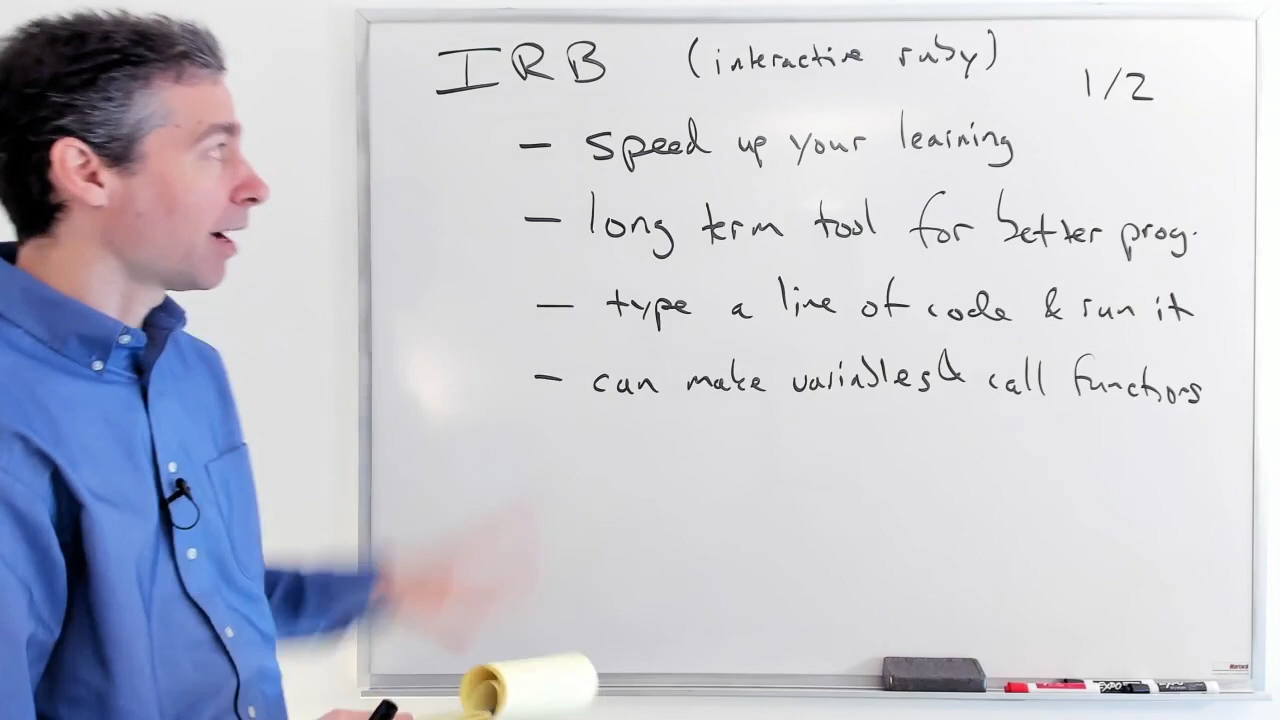 IRB (interactive ruby) 1/2
- speed up your learning
- long term tool for better prog.
- type a line of code & run it
- can make variables & call functions
EXPO